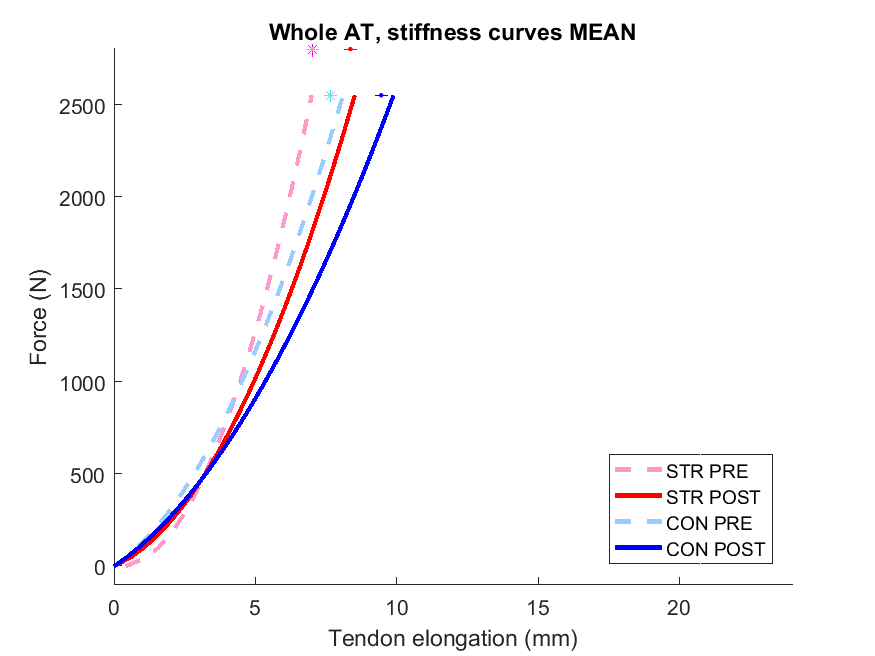 Whole AT, stiffness curves MEAN
2500
2000
1500
1000
500
0
Force (N)
0 5 10 15 20
Tendon elongation (mm)
STR PRE
STR POST
CON PRE
CON POST